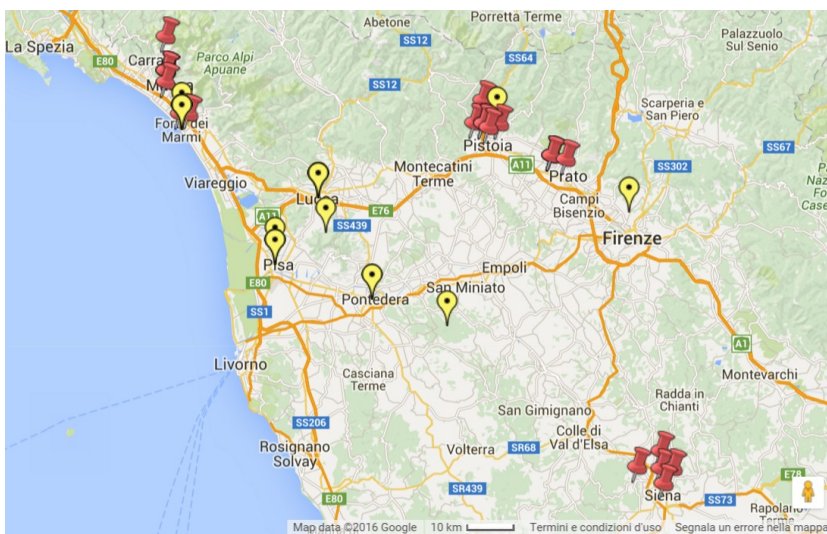 Porretta Terme
Abetone
Palazzuolo
Sul Senio
La Spezia
SS12
E80
Carra
Parco Alpi
Apuane
SS64
SS12
Scarperia e
San Piero
Forte dei
Marmi
Pistoia
SS67
A11
Montecatini
Terme
SS302
Prato
Viareggio
Campi
Bisenzio
Lucca
E76
A11
SS439
Firenze
Pisa
Empoli
E80
San Miniato
Pontedera
SS1
A1
Livorno
Casciana
Terme
Montevarchi
Radda in
Chianti
San Gimignano
SS206
Colle di
Val d'Elsa
Rosignano
Solvay
Volterra
SR68
E78
SR439
Siena
SS73
E80
Rapolano
Terme
Map data ©2016 Google
10 km
Termini e condizioni d'uso
Segnala un errore nella mappa